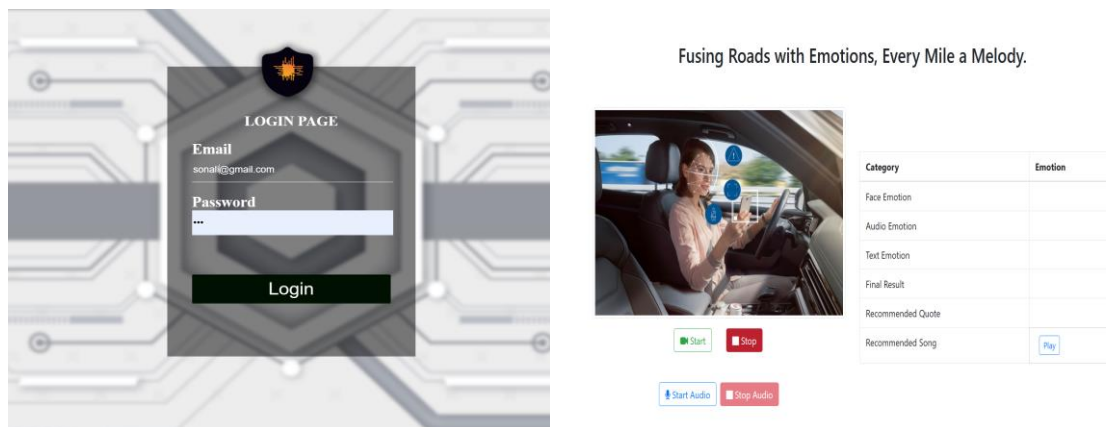 LOGIN PAGE
Email
sonali@gmail.com
Password
•••
Login
Fusing Roads with Emotions, Every Mile a Melody.
Start
Stop
Start Audio
Stop Audio
Category Emotion
Face Emotion
Audio Emotion
Text Emotion
Final Result
Recommended Quote
Recommended Song Play